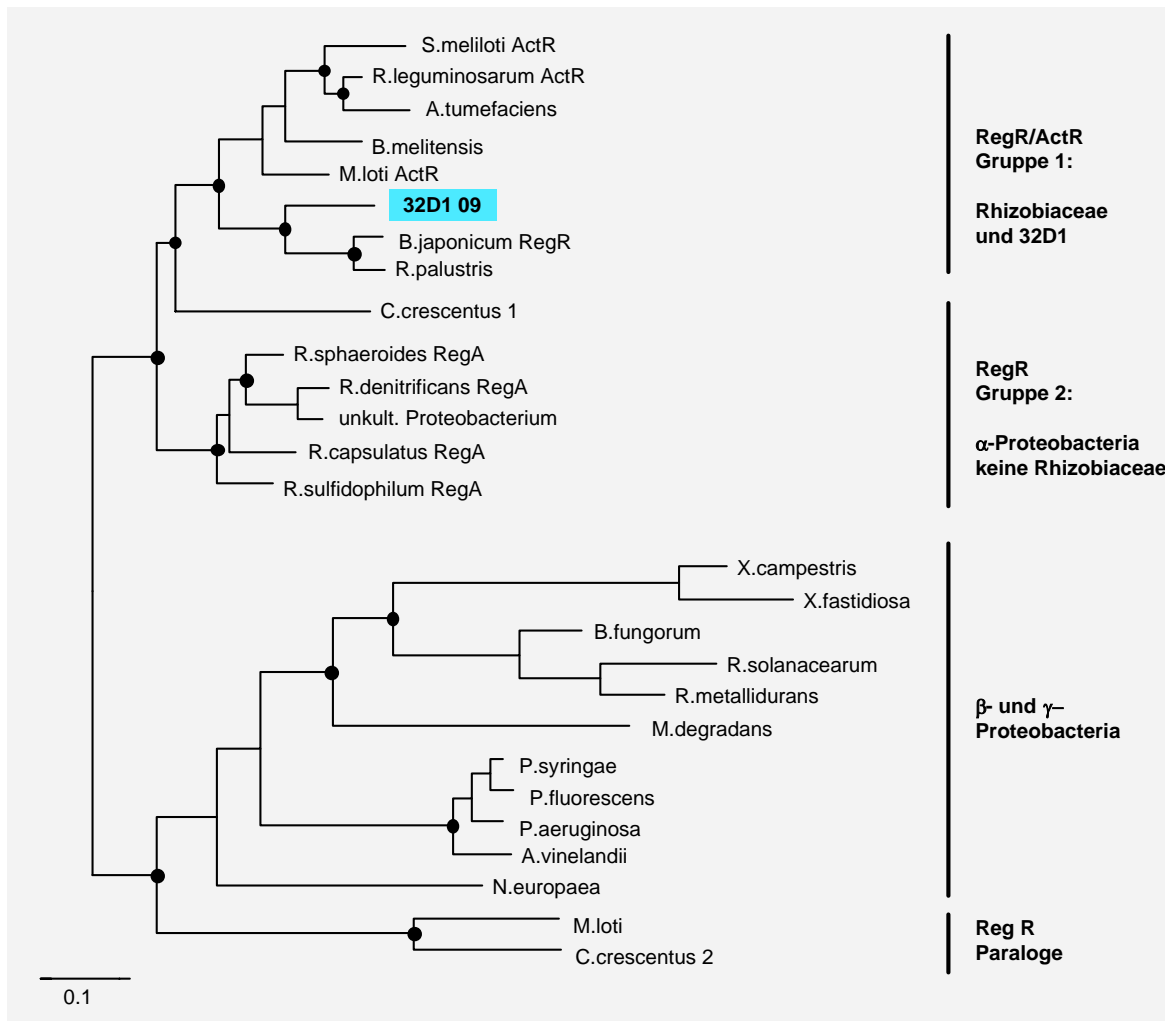 S.meliloti ActR
R.leguminosarum ActR
A.tumefaciens
B.melitensis
M.loti ActR
32D1 09
B.japonicum RegR
R.palustris
C.crescentus 1
R.sphaeroides RegA
R.denitrificans RegA
unkult. Proteobacterium
R.capsulatus RegA
R.sulfidophilum RegA
X.campestris
X.fastidiosa
B.fungorum
R.solanacearum
R.metallidurans
M.degradans
P.syringae
P.fluorescens
P.aeruginosa
A.vinelandii
N.europaea
M.loti
C.crescentus 2
0.1
RegR/ActR
Gruppe 1:
Rhizobiaceae
und 32D1
RegR
Gruppe 2:
α-Proteobacteria
keine Rhizobiaceae
β- und γ–
Proteobacteria
Reg R
Paraloge